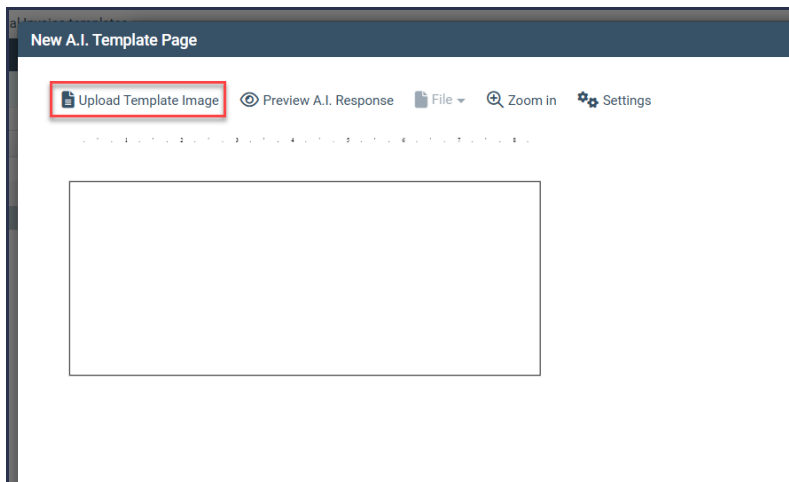 New A.I. Template Page
Upload Template Image Preview A.I. Response File Zoom in Settings